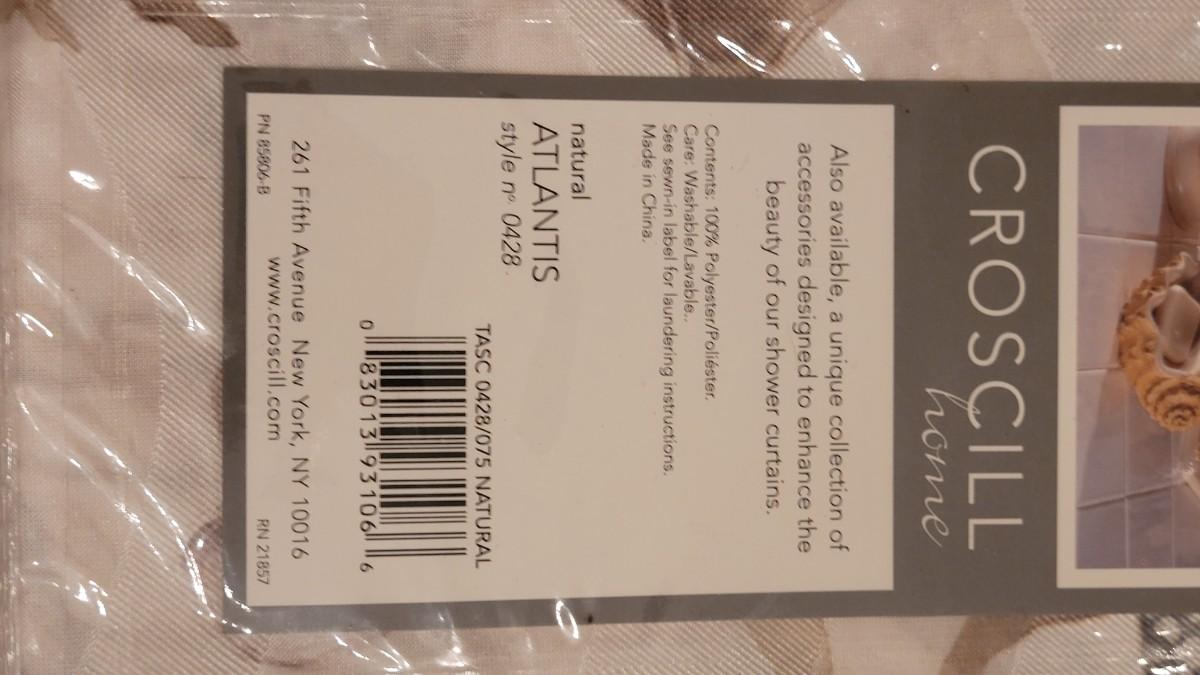 CROSCILL
home
Also available, a unique collection of
accessories designed to enhance the
beauty of our shower curtains.
Contents: 100% Polyester/Poliéster.
Care: Washable/Lavable..
See sewn-in label for laundering instructions.
Made in China.
natural
ATLANTIS
style nº. 0428
TASC 0428/075 NATURAL
0 83013 93106 6
261 Fifth Avenue New York, NY 10016
www.croscill.com
PN 85806-B RN 21857